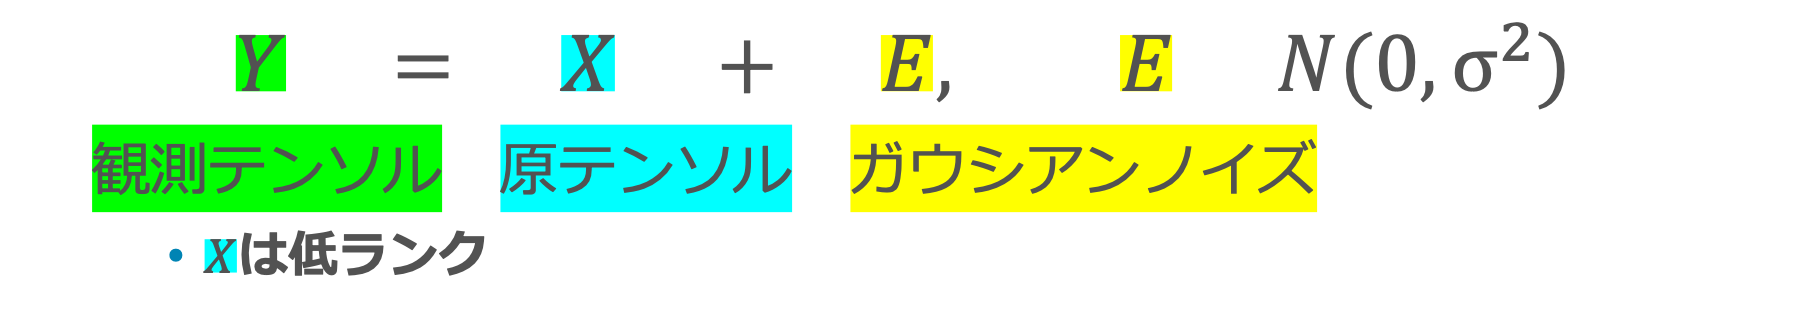 Y = X + E, E N(0, σ²)
観測テンソル 原テンソル ガウシアンノイズ
• Xは低ランク